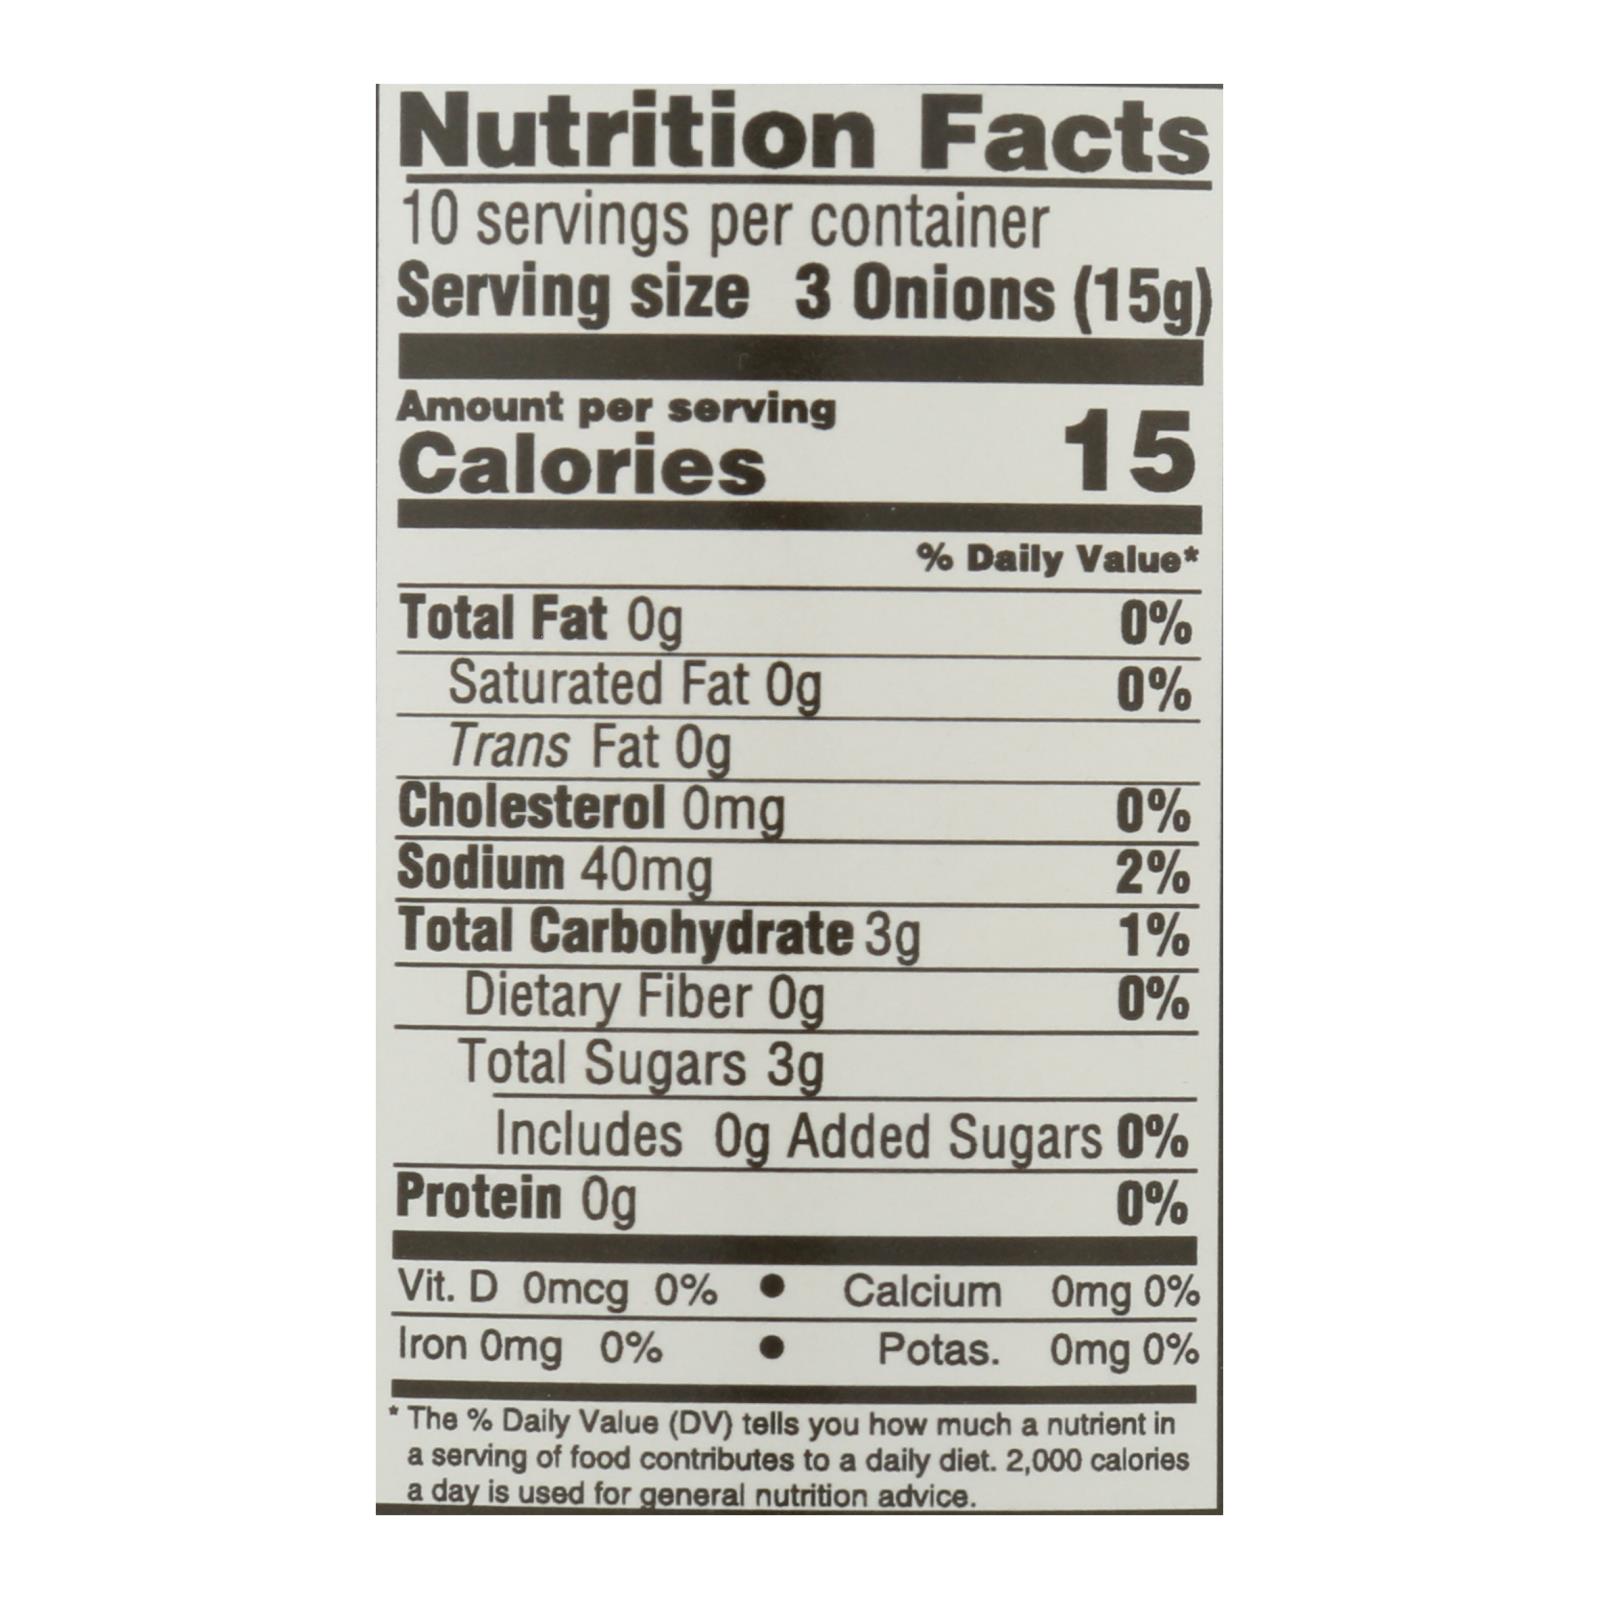 Nutrition Facts
10 servings per container
Serving size 3 Onions (15g)
Amount per serving
Calories 15
% Daily Value*
Total Fat 0g 0%
Saturated Fat 0g 0%
Trans Fat 0g
Cholesterol 0mg 0%
Sodium 40mg 2%
Total Carbohydrate 3g 1%
Dietary Fiber 0g 0%
Total Sugars 3g
Includes 0g Added Sugars 0%
Protein 0g 0%
Vit. D 0mcg 0% • Calcium 0mg 0%
Iron 0mg 0% • Potas. 0mg 0%
* The % Daily Value (DV) tells you how much a nutrient in
a serving of food contributes to a daily diet. 2,000 calories
a day is used for general nutrition advice.